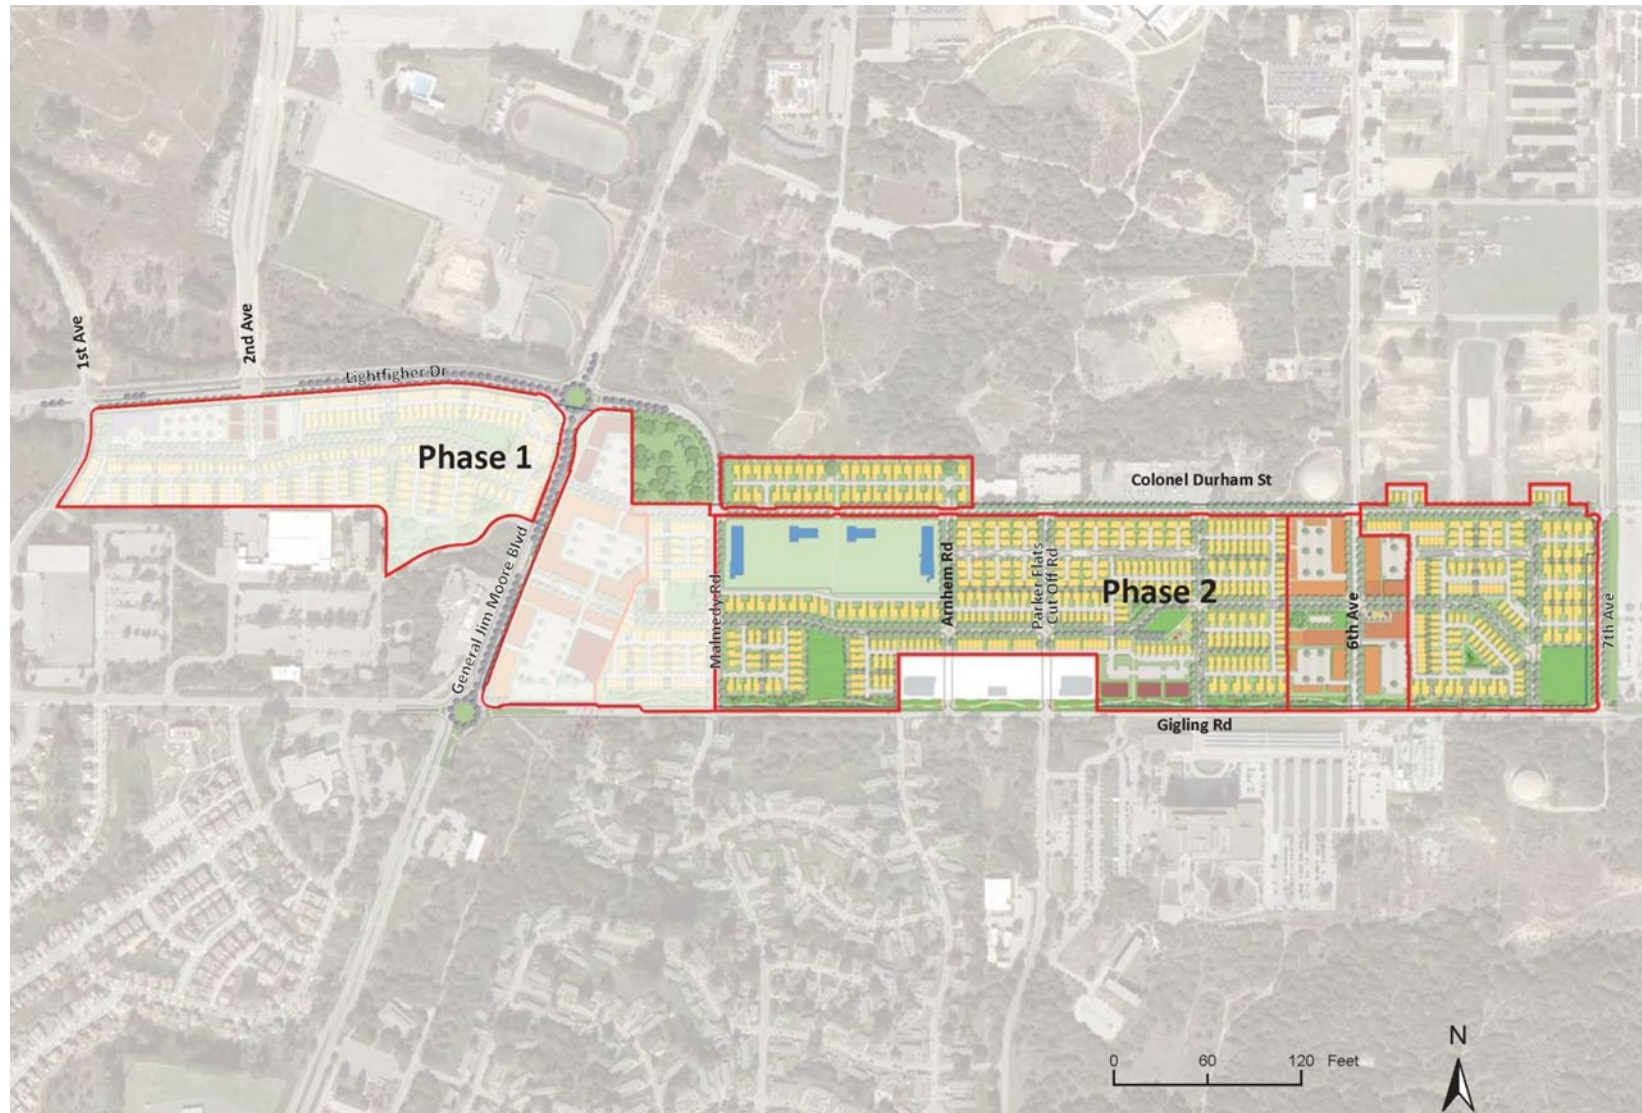 1st Ave
2nd Ave
Lightfigher Dr
Phase 1
General Jim Moore Blvd
Colonel Durham St
Malmedy Rd
Arnhem Rd
Parker Flats
Cut Off Rd
Phase 2
6th Ave
7th Ave
Gigling Rd
N
0 60 120 Feet